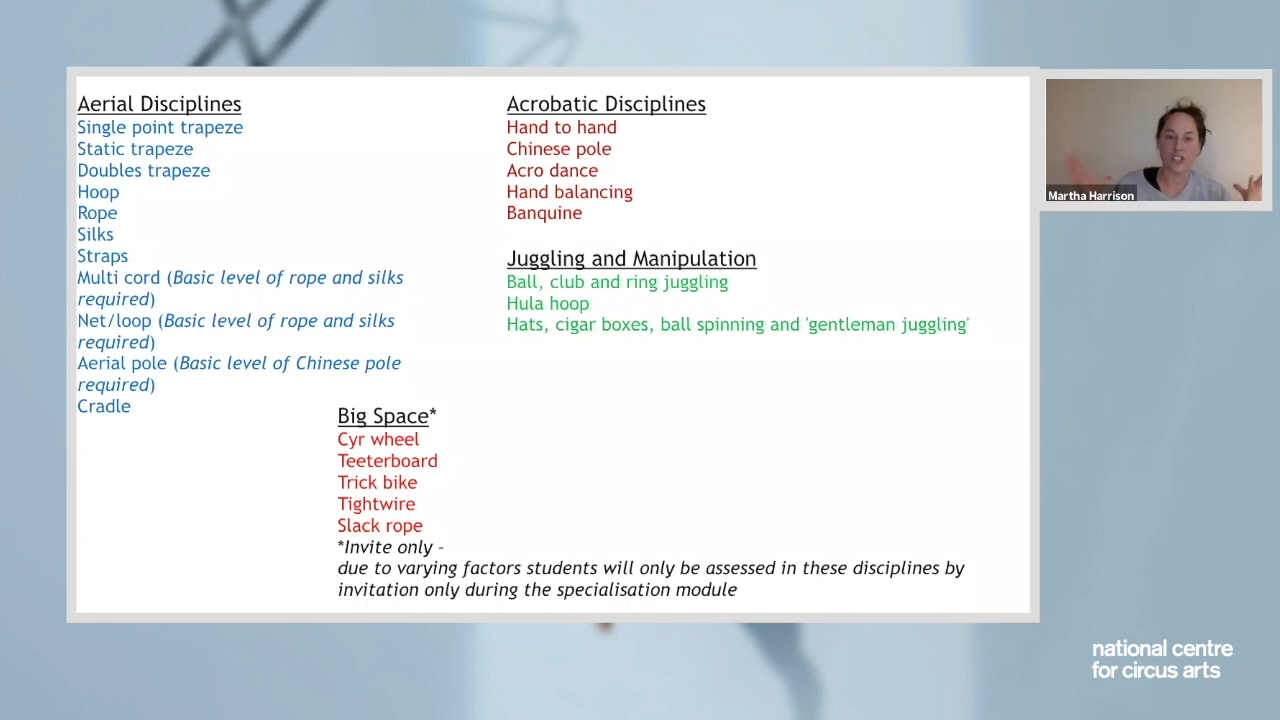 Aerial Disciplines
Single point trapeze
Static trapeze
Doubles trapeze
Hoop
Rope
Silks
Straps
Multi cord (Basic level of rope and silks
required)
Net/loop (Basic level of rope and silks
required)
Aerial pole (Basic level of Chinese pole
required)
Cradle
Acrobatic Disciplines
Hand to hand
Chinese pole
Acro dance
Hand balancing
Banquine
Juggling and Manipulation
Ball, club and ring juggling
Hula hoop
Hats, cigar boxes, ball spinning and 'gentleman juggling'
Big Space*
Cyr wheel
Teeterboard
Trick bike
Tightwire
Slack rope
*Invite only –
due to varying factors students will only be assessed in these disciplines by
invitation only during the specialisation module
Martha Harrison
national centre
for circus arts